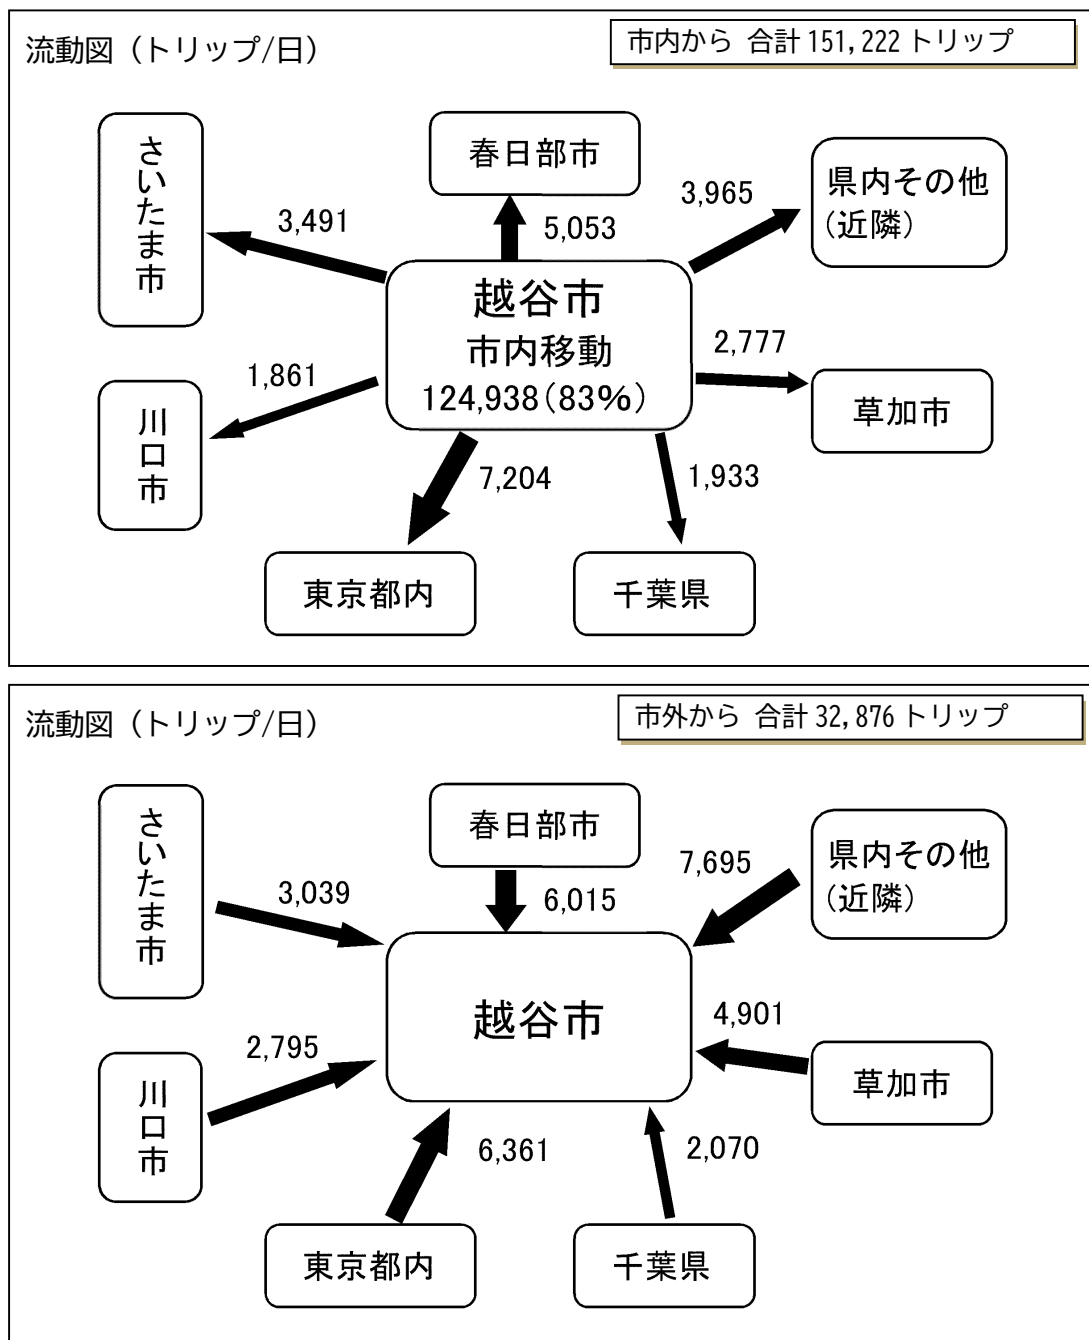 流動図（トリップ/日）
市内から 合計 151,222 トリップ
さいたま市
春日部市
県内その他
(近隣)
3,491
5,053
3,965
越谷市
市内移動
124,938(83%)
2,777
草加市
1,861
川口市
7,204
1,933
東京都内
千葉県
流動図（トリップ/日）
市外から 合計 32,876 トリップ
さいたま市
春日部市
県内その他
(近隣)
3,039
6,015
7,695
越谷市
4,901
草加市
2,795
川口市
6,361
2,070
東京都内
千葉県